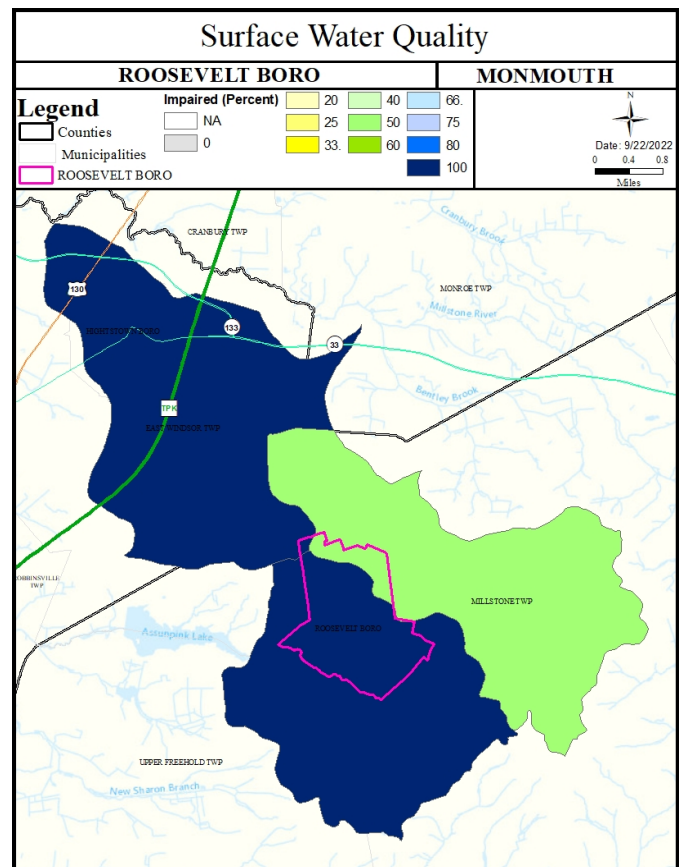 Surface Water Quality
ROOSEVELT BORO
MONMOUTH
Legend
Counties
Municipalities
ROOSEVELT BORO
Impaired (Percent)
NA
0
20
25
33.
40
50
60
66.
75
80
100
N
Date: 9/22/2022
0 0.4 0.8
Miles
CRANBURY TWP
Cranbury Brook
MONROE TWP
130
Millstone River
HIGHTSTOWN BORO
133
33
Bentley Brook
TPK
EAST WINDSOR TWP
OBBINSVILLE
TWP
MILLSTONE TWP
ROOSEVELT BORO
Assunpink Lake
UPPER FREEHOLD TWP
New Sharon Branch